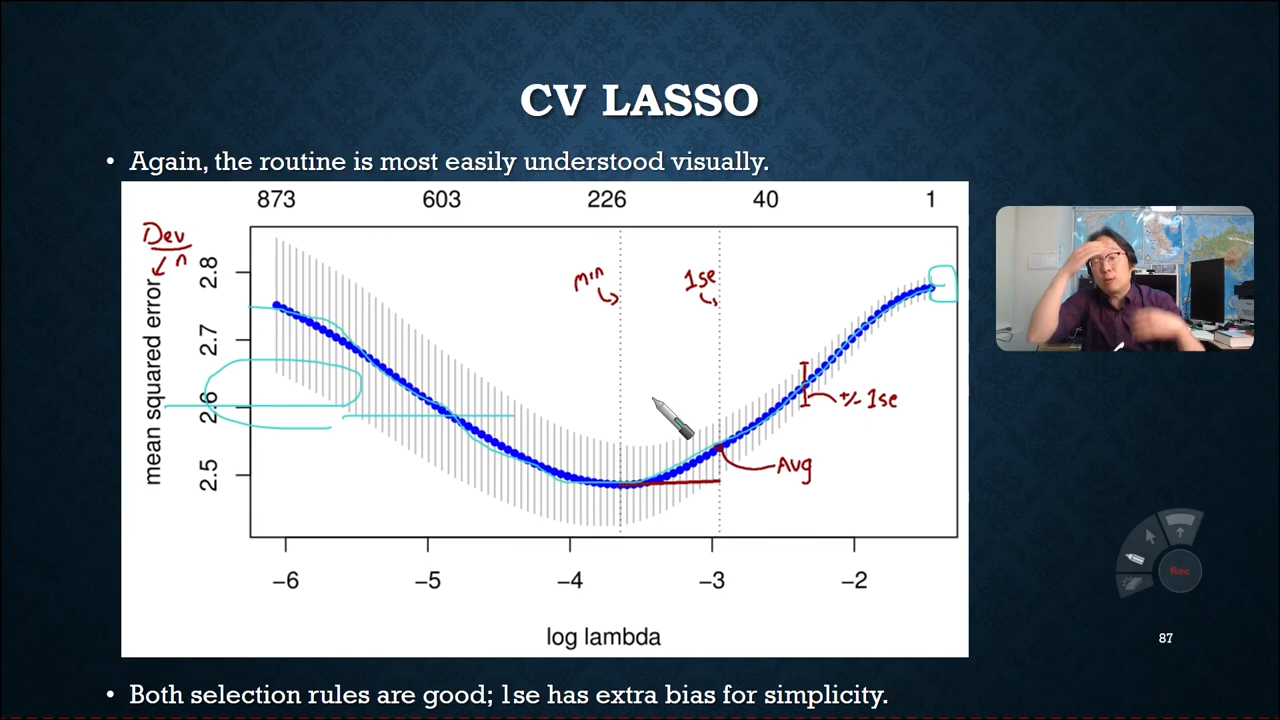 CV LASSO
• Again, the routine is most easily understood visually.
873 603 226 40 1
Dev
n
min
1se
mean squared error
2.8
2.7
2.6
2.5
+/- 1se
Avg
−6 −5 −4 −3 −2
log lambda
Rec
87
• Both selection rules are good; 1se has extra bias for simplicity.